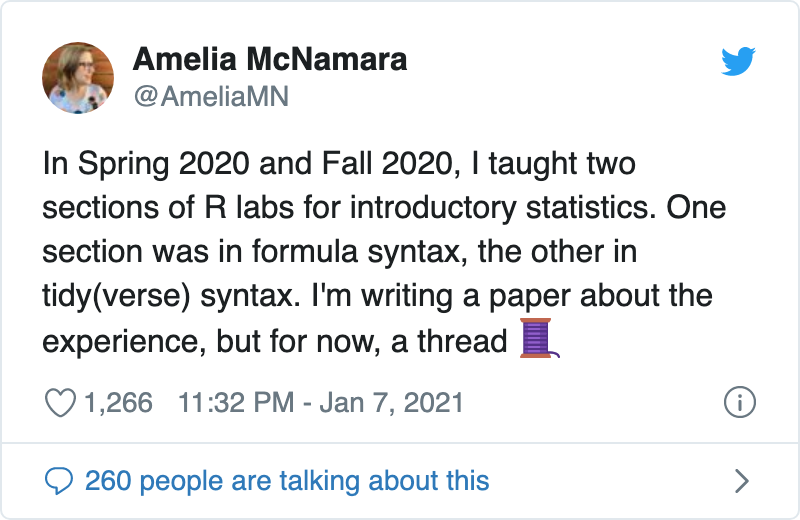 Amelia McNamara
@AmeliaMN
In Spring 2020 and Fall 2020, I taught two
sections of R labs for introductory statistics. One
section was in formula syntax, the other in
tidy(verse) syntax. I'm writing a paper about the
experience, but for now, a thread 🧵
1,266 11:32 PM - Jan 7, 2021
260 people are talking about this